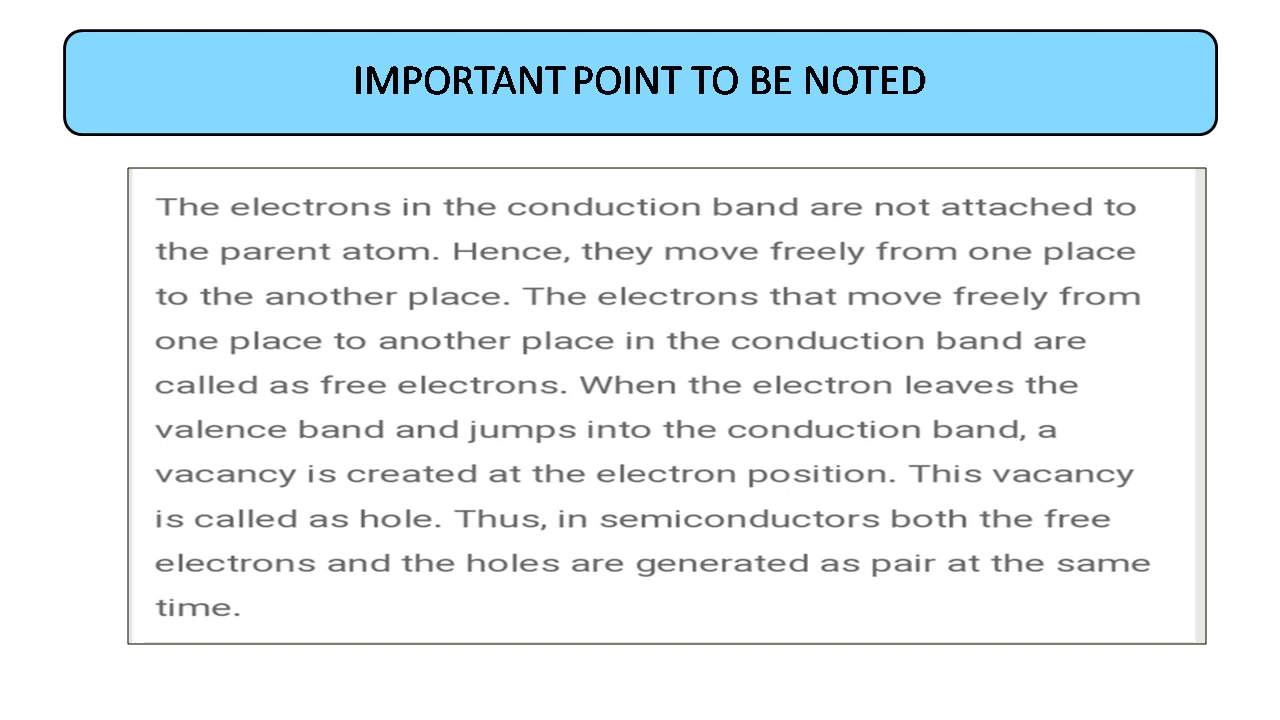 IMPORTANT POINT TO BE NOTED
The electrons in the conduction band are not attached to
the parent atom. Hence, they move freely from one place
to the another place. The electrons that move freely from
one place to another place in the conduction band are
called as free electrons. When the electron leaves the
valence band and jumps into the conduction band, a
vacancy is created at the electron position. This vacancy
is called as hole. Thus, in semiconductors both the free
electrons and the holes are generated as pair at the same
time.